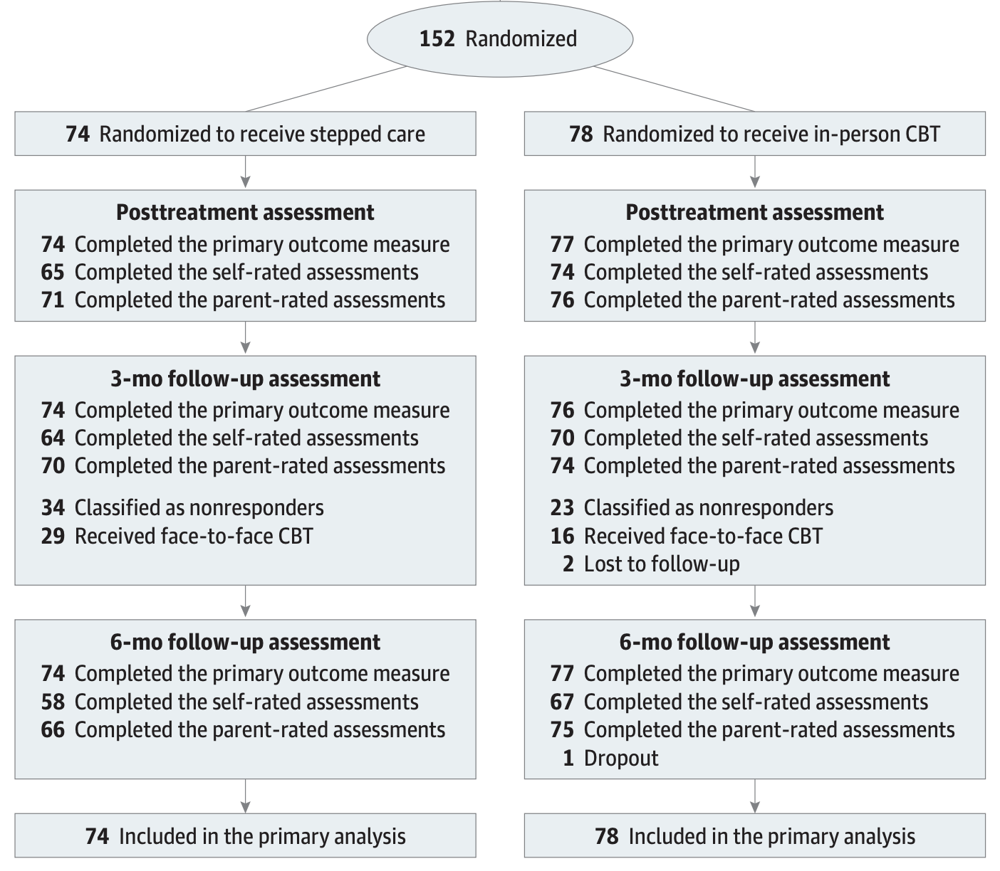 152 Randomized
74 Randomized to receive stepped care
78 Randomized to receive in-person CBT
Posttreatment assessment
74 Completed the primary outcome measure
65 Completed the self-rated assessments
71 Completed the parent-rated assessments
Posttreatment assessment
77 Completed the primary outcome measure
74 Completed the self-rated assessments
76 Completed the parent-rated assessments
3-mo follow-up assessment
74 Completed the primary outcome measure
64 Completed the self-rated assessments
70 Completed the parent-rated assessments
34 Classified as nonresponders
29 Received face-to-face CBT
3-mo follow-up assessment
76 Completed the primary outcome measure
70 Completed the self-rated assessments
74 Completed the parent-rated assessments
23 Classified as nonresponders
16 Received face-to-face CBT
2 Lost to follow-up
6-mo follow-up assessment
74 Completed the primary outcome measure
58 Completed the self-rated assessments
66 Completed the parent-rated assessments
6-mo follow-up assessment
77 Completed the primary outcome measure
67 Completed the self-rated assessments
75 Completed the parent-rated assessments
1 Dropout
74 Included in the primary analysis
78 Included in the primary analysis